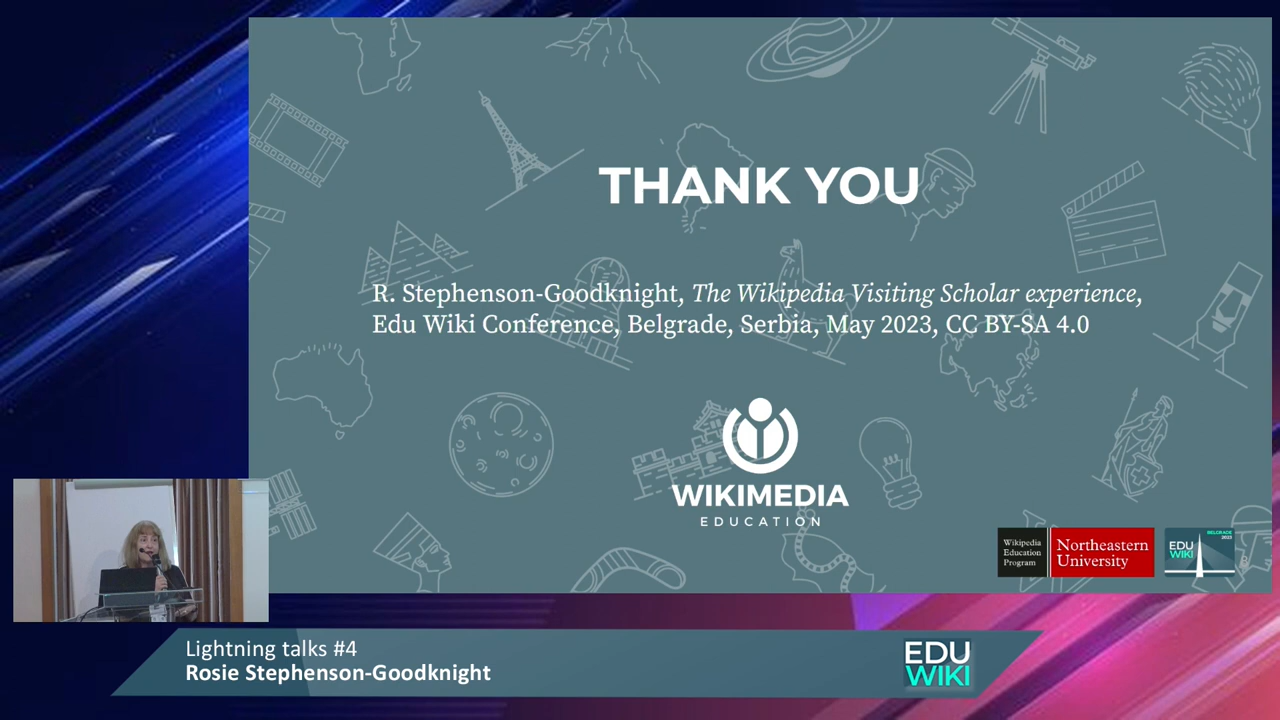 THANK YOU
R. Stephenson-Goodknight, The Wikipedia Visiting Scholar experience,
Edu Wiki Conference, Belgrade, Serbia, May 2023, CC BY-SA 4.0
WIKIMEDIA
EDUCATION
Wikipedia
Education
Program
Northeastern
University
BELGRADE
2023
EDU
WIKI
Lightning talks #4
Rosie Stephenson-Goodknight
EDU
WIKI